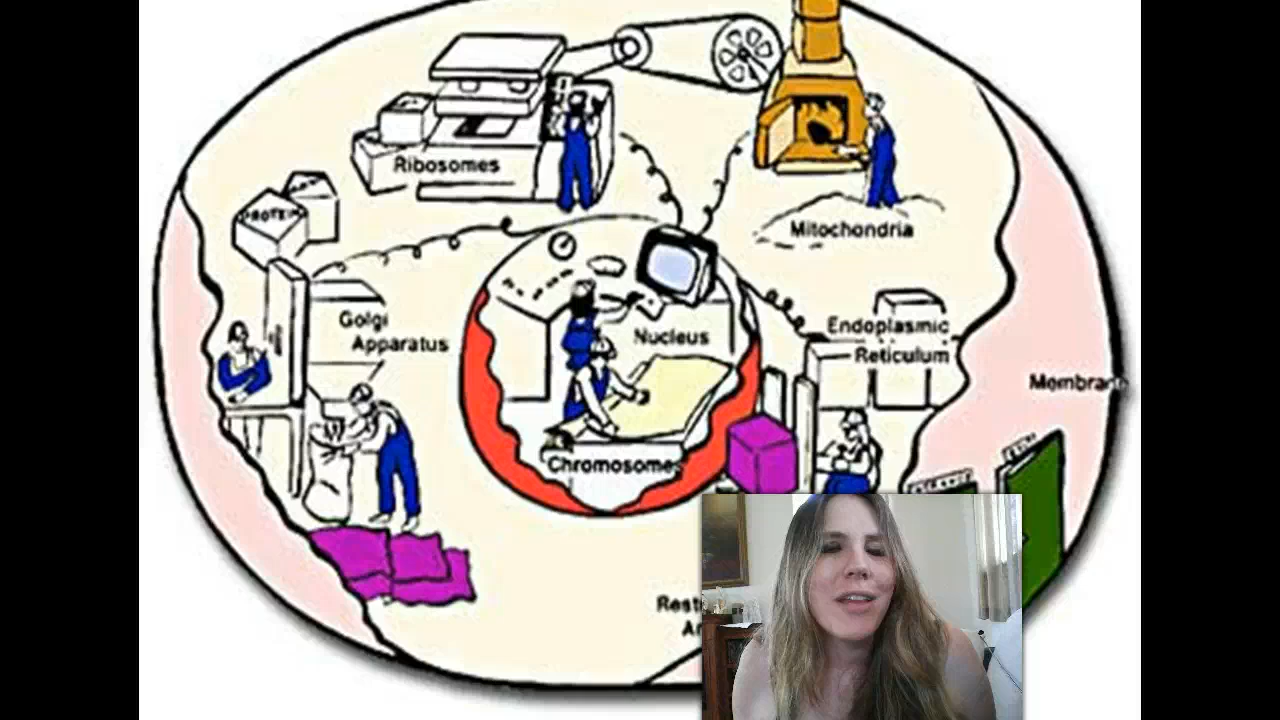 Ribosomes
PROTEIN
Mitochondria
Golgi
Apparatus
Nucleus
Endoplasmic
Reticulum
Membrane
Chromosomes